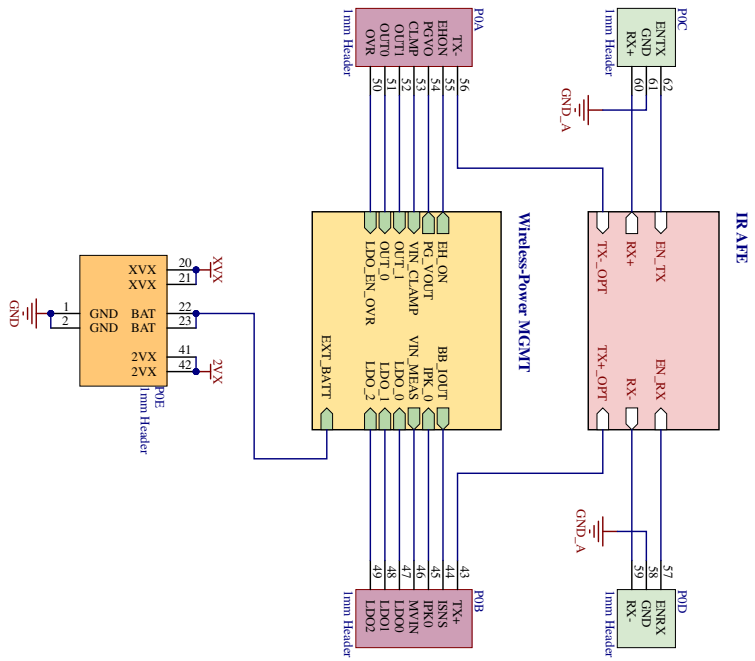 P0A
TX-
EHON
PGVO
CLMP
OUT1
OUT0
OVR
1mm Header
56
55
54
53
52
51
50
P0C
ENTX
GND
RX+
1mm Header
62
61
60
GND_A
IR AFE
EN_TX
RX+
TX-_OPT
EN_RX
RX-
TX+_OPT
Wireless-Power MGMT
EH_ON
PG_VOUT
VIN_CLAMP
OUT_1
OUT_0
LDO_EN_OVR
BB_IOUT
IPK_0
VIN_MEAS
LDO_0
LDO_1
LDO_2
EXT_BATT
XVX
20
XVX
21
XVX
BAT
22
BAT
23
2VX
41
2VX
42
2VX
1
GND
2
GND
GND
P0E
1mm Header
GND_A
57
58
59
P0D
ENRX
GND
RX-
1mm Header
43
44
45
46
47
48
49
P0B
TX+
ISNS
IPK0
MVIN
LDO0
LDO1
LDO2
1mm Header